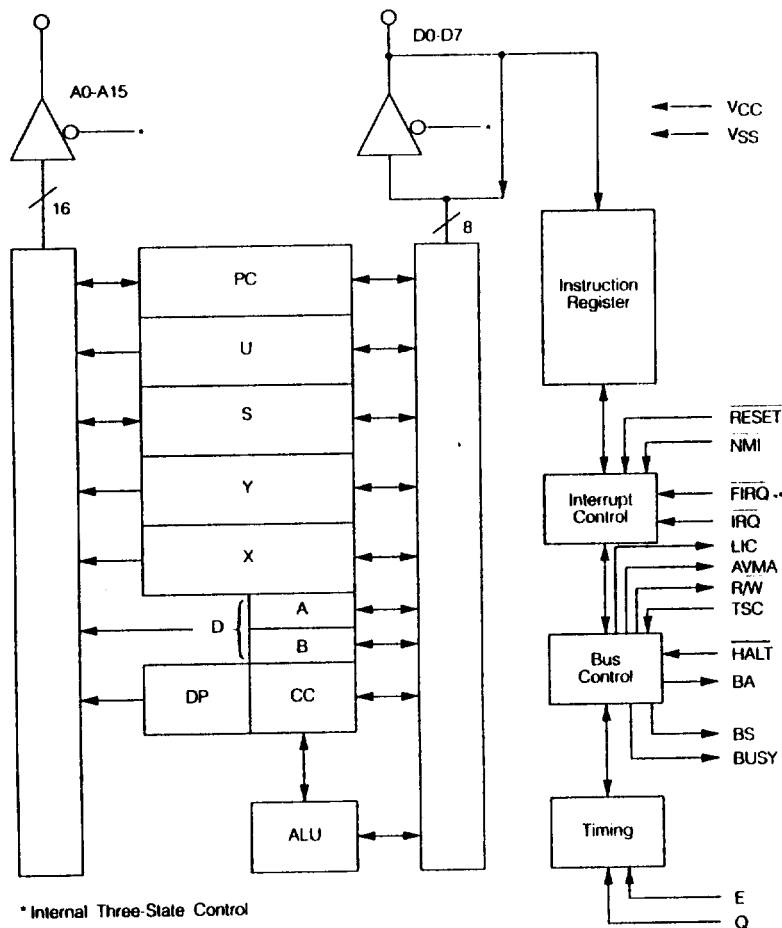 D0-D7
A0-A15
*
*
VCC
VSS
16
8
PC
Instruction
Register
U
S
RESET
NMI
Y
Interrupt
Control
FIRQ
IRQ
X
LIC
AVMA
R/W
A
TSC
D {
B
Bus
Control
HALT
BA
DP
CC
BS
BUSY
ALU
Timing
E
Q
* Internal Three-State Control